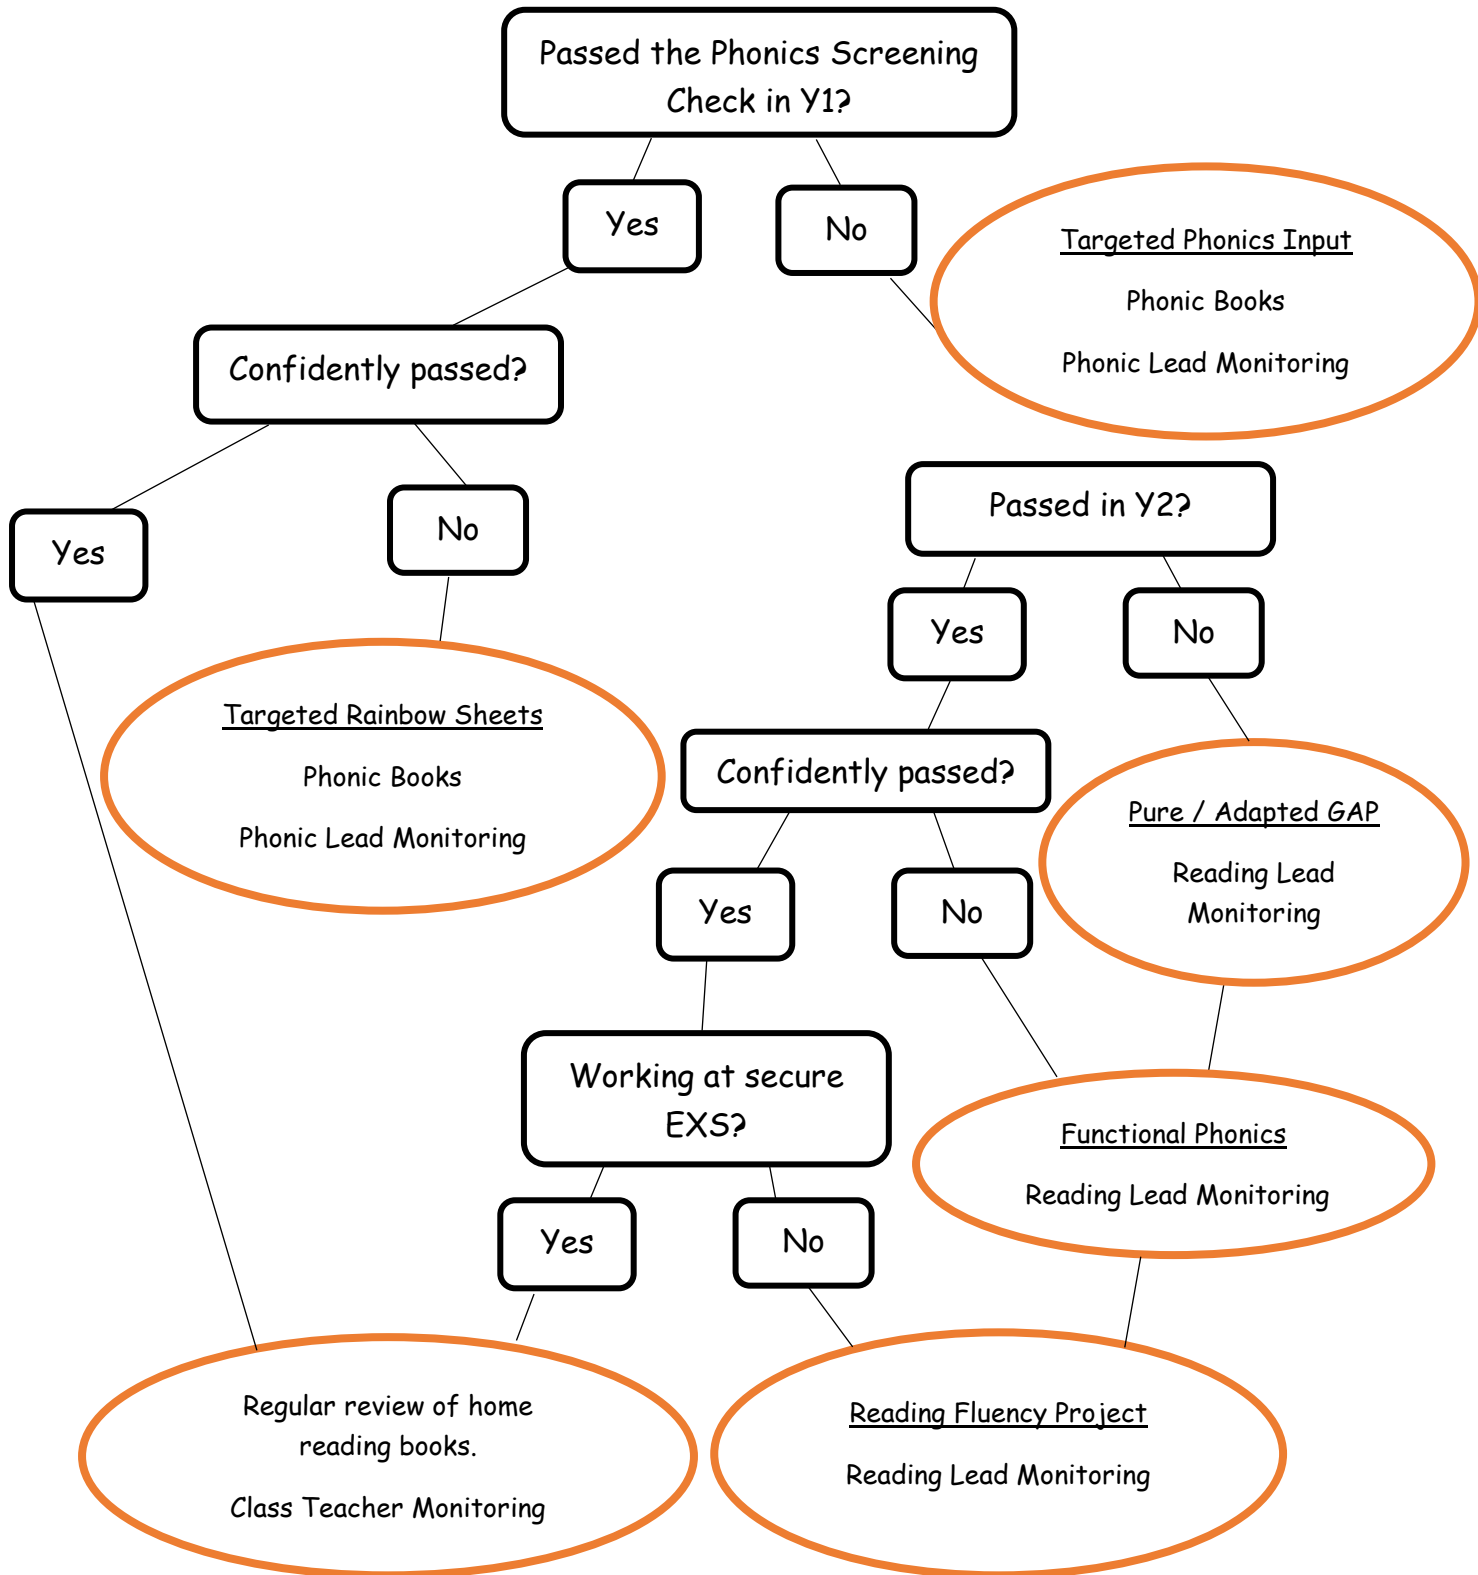 Passed the Phonics Screening
Check in Y1?
Yes
No
Targeted Phonics Input
Phonic Books
Phonic Lead Monitoring
Confidently passed?
Yes
No
Targeted Rainbow Sheets
Phonic Books
Phonic Lead Monitoring
Passed in Y2?
Yes
No
Confidently passed?
Pure / Adapted GAP
Reading Lead
Monitoring
Yes
No
Working at secure
EXS?
Functional Phonics
Reading Lead Monitoring
Yes
No
Regular review of home
reading books.
Class Teacher Monitoring
Reading Fluency Project
Reading Lead Monitoring